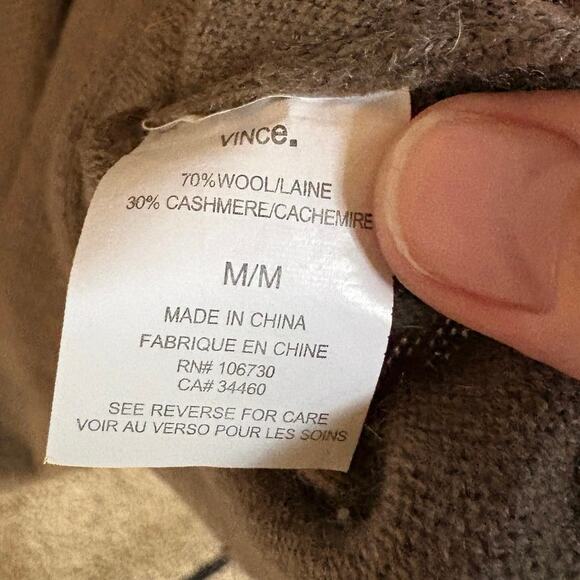 VINCe.
70% WOOL/LAINE
30% CASHMERE/CACHEMIRE
M/M
MADE IN CHINA
FABRIQUE EN CHINE
RN# 106730
CA# 34460
SEE REVERSE FOR CARE
VOIR AU VERSO POUR LES SOINS